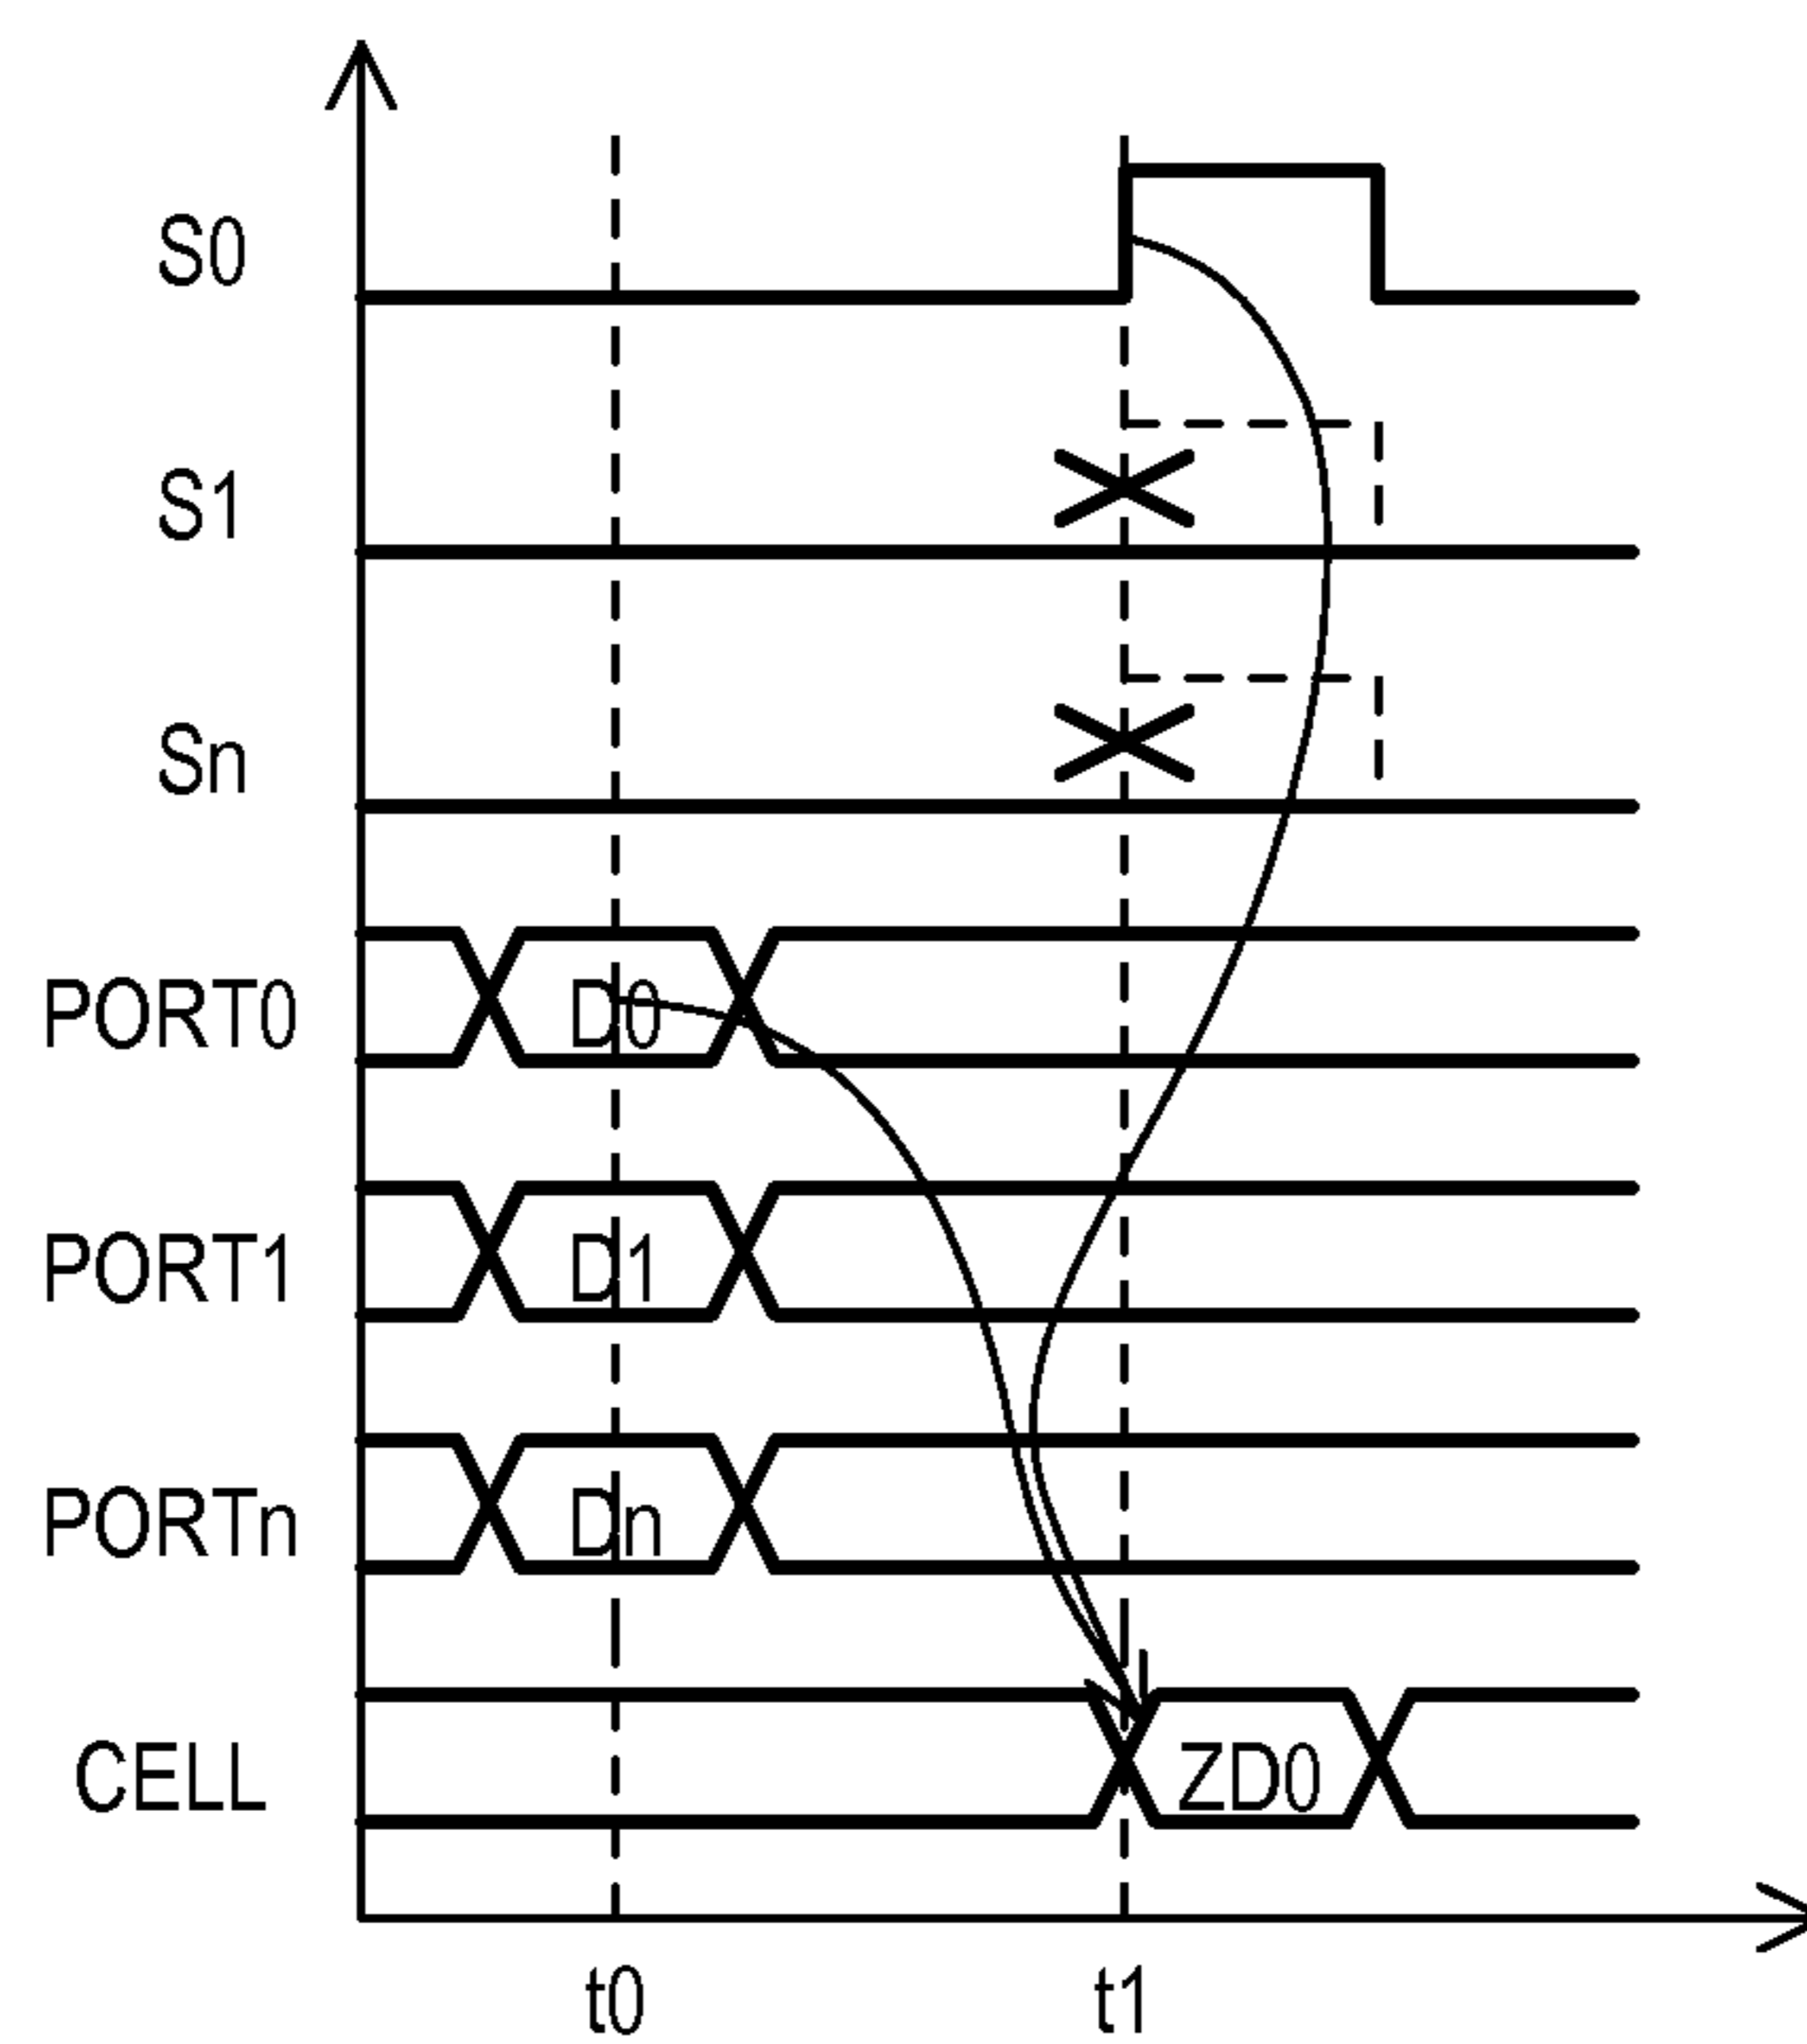 S0
S1
Sn
PORT0 D0
PORT1 D1
PORTn Dn
CELL ZD0
t0 t1